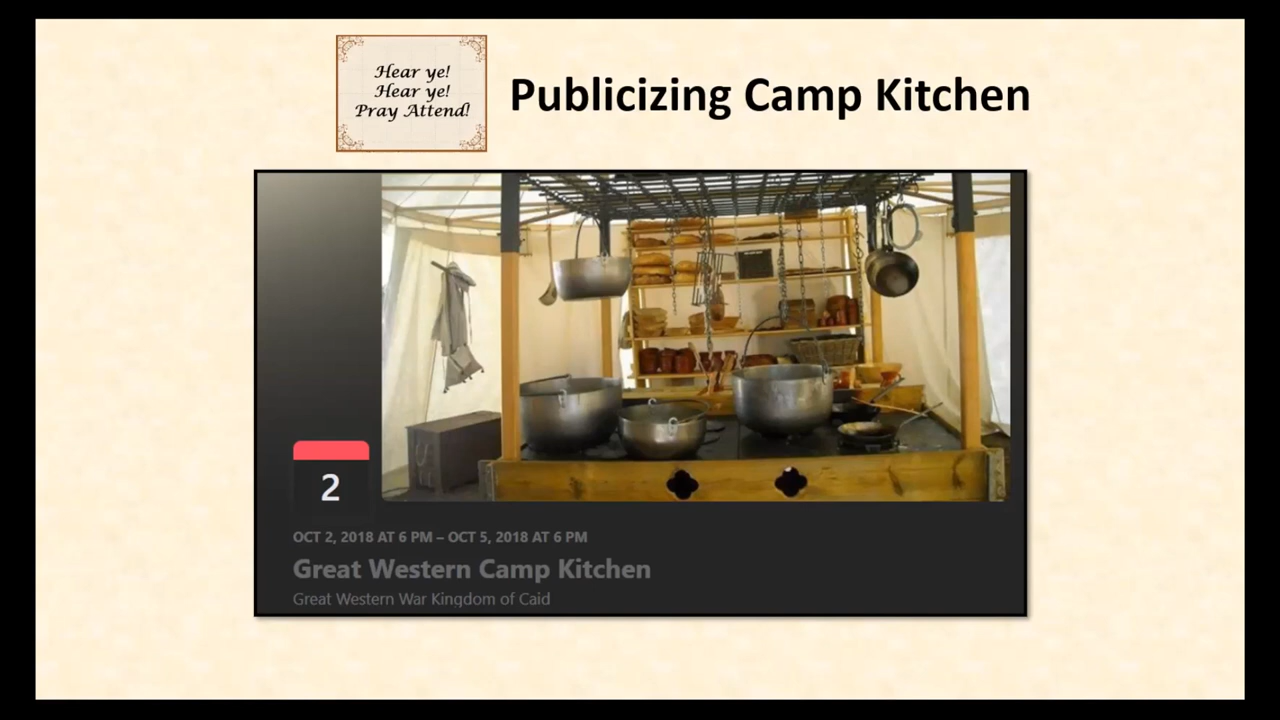 Hear ye!
Hear ye!
Pray Attend!
Publicizing Camp Kitchen
2
OCT 2, 2018 AT 6 PM – OCT 5, 2018 AT 6 PM
Great Western Camp Kitchen
Great Western War Kingdom of Caid